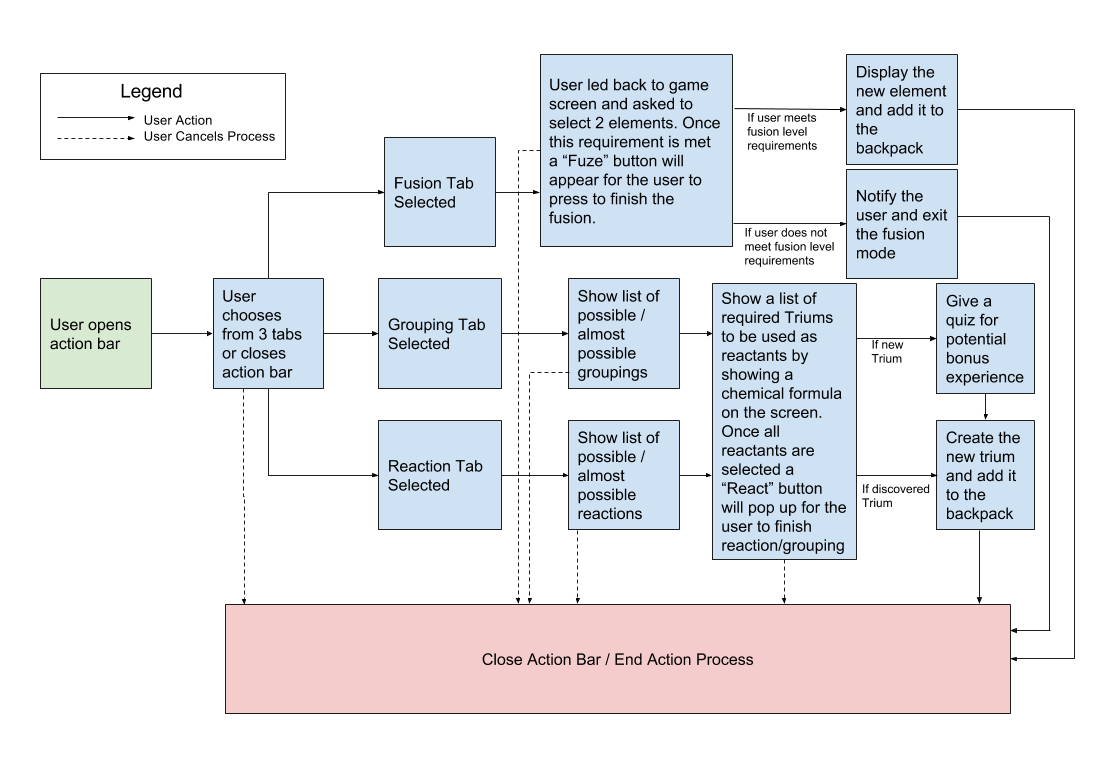 Legend
User Action
User Cancels Process
User opens
action bar
User
chooses
from 3 tabs
or closes
action bar
Fusion Tab
Selected
User led back to game
screen and asked to
select 2 elements. Once
this requirement is met
a “Fuze” button will
appear for the user to
press to finish the
fusion.
If user meets
fusion level
requirements
Display the
new element
and add it to
the
backpack
If user does not
meet fusion level
requirements
Notify the
user and exit
the fusion
mode
Grouping Tab
Selected
Show list of
possible /
almost
possible
groupings
Reaction Tab
Selected
Show list of
possible /
almost
possible
reactions
Show a list of
required Triums
to be used as
reactants by
showing a
chemical formula
on the screen.
Once all
reactants are
selected a
“React” button
will pop up for the
user to finish
reaction/grouping
If new
Trium
Give a
quiz for
potential
bonus
experience
If discovered
Trium
Create the
new trium
and add it
to the
backpack
Close Action Bar / End Action Process